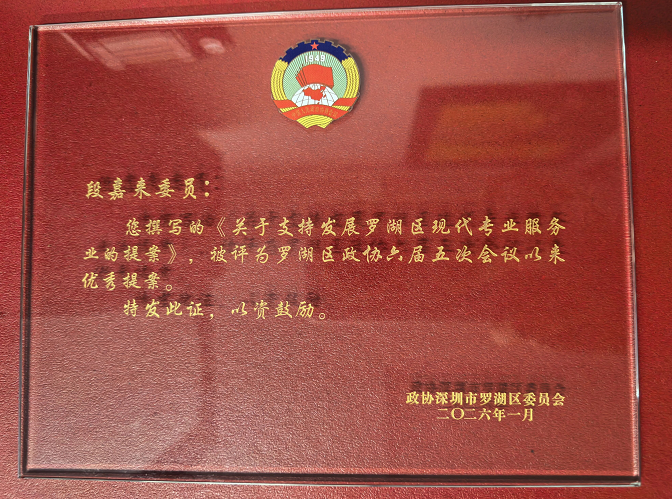 1949
段嘉来委员：
您撰写的《关于支持发展罗湖区现代专业服务
业的提案》，被评为罗湖区政协六届五次会议以来
优秀提案。
特发此证，以资鼓励。
政协深圳市罗湖区委员会
二〇二六年一月